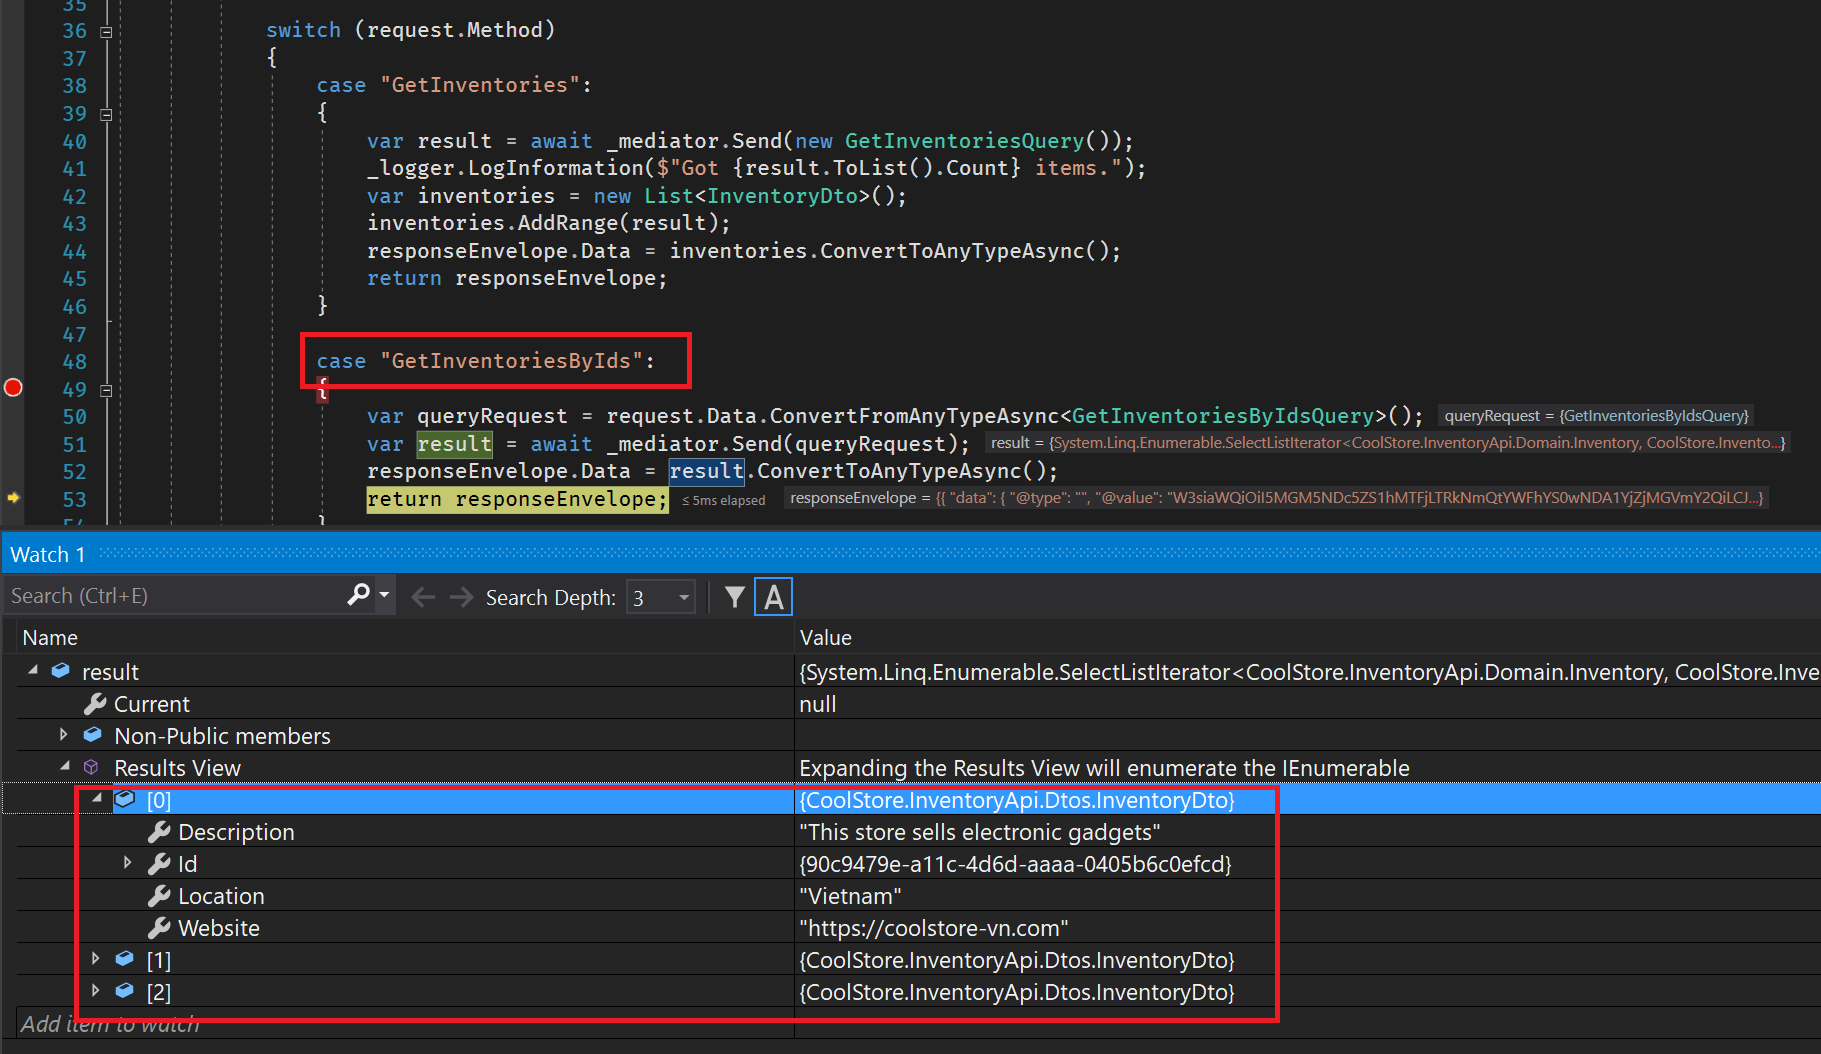 35
36 switch (request.Method)
37 {
38 case "GetInventories":
39 {
40 var result = await _mediator.Send(new GetInventoriesQuery());
41 _logger.LogInformation($"Got {result.ToList().Count} items.");
42 var inventories = new List<InventoryDto>();
43 inventories.AddRange(result);
44 responseEnvelope.Data = inventories.ConvertToAnyTypeAsync();
45 return responseEnvelope;
46 }
47
48 case "GetInventoriesByIds":
49 {
50 var queryRequest = request.Data.ConvertFromAnyTypeAsync<GetInventoriesByIdsQuery>(); queryRequest = {GetInventoriesByIdsQuery}
51 var result = await _mediator.Send(queryRequest); result = {System.Linq.Enumerable.SelectListIterator<CoolStore.InventoryApi.Domain.Inventory, CoolStore.Invento...}
52 responseEnvelope.Data = result.ConvertToAnyTypeAsync();
53 return responseEnvelope; ≤ 5ms elapsed responseEnvelope = {{ "data": { "@type": "", "@value": "W3siaWQiOiI5MGM5NDc5ZS1hMTFjLTRkNmQtYWFhYS0wNDA1YjZjMGVmY2QiLCJ...}
54 }
Watch 1
Search (Ctrl+E) Search Depth: 3 A
Name Value
result {System.Linq.Enumerable.SelectListIterator<CoolStore.InventoryApi.Domain.Inventory, CoolStore.Inve
Current null
Non-Public members
Results View Expanding the Results View will enumerate the IEnumerable
[0] {CoolStore.InventoryApi.Dtos.InventoryDto}
Description "This store sells electronic gadgets"
Id {90c9479e-a11c-4d6d-aaaa-0405b6c0efcd}
Location "Vietnam"
Website "https://coolstore-vn.com"
[1] {CoolStore.InventoryApi.Dtos.InventoryDto}
[2] {CoolStore.InventoryApi.Dtos.InventoryDto}
Add item to watch